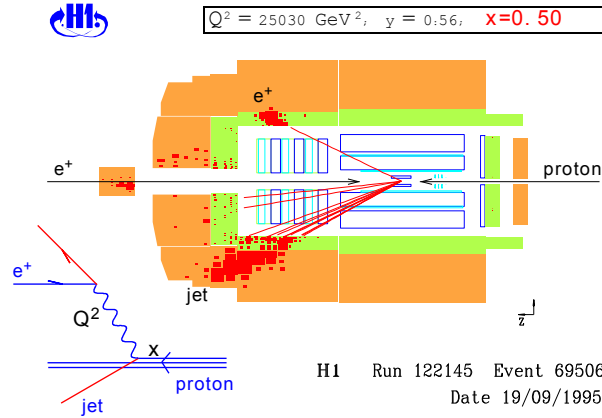 H1
Q² = 25030 GeV², y = 0.56, x=0.50
e⁺
e⁺
proton
jet
e⁺
Q²
x
proton
jet
z
H1 Run 122145 Event 69506
Date 19/09/1995